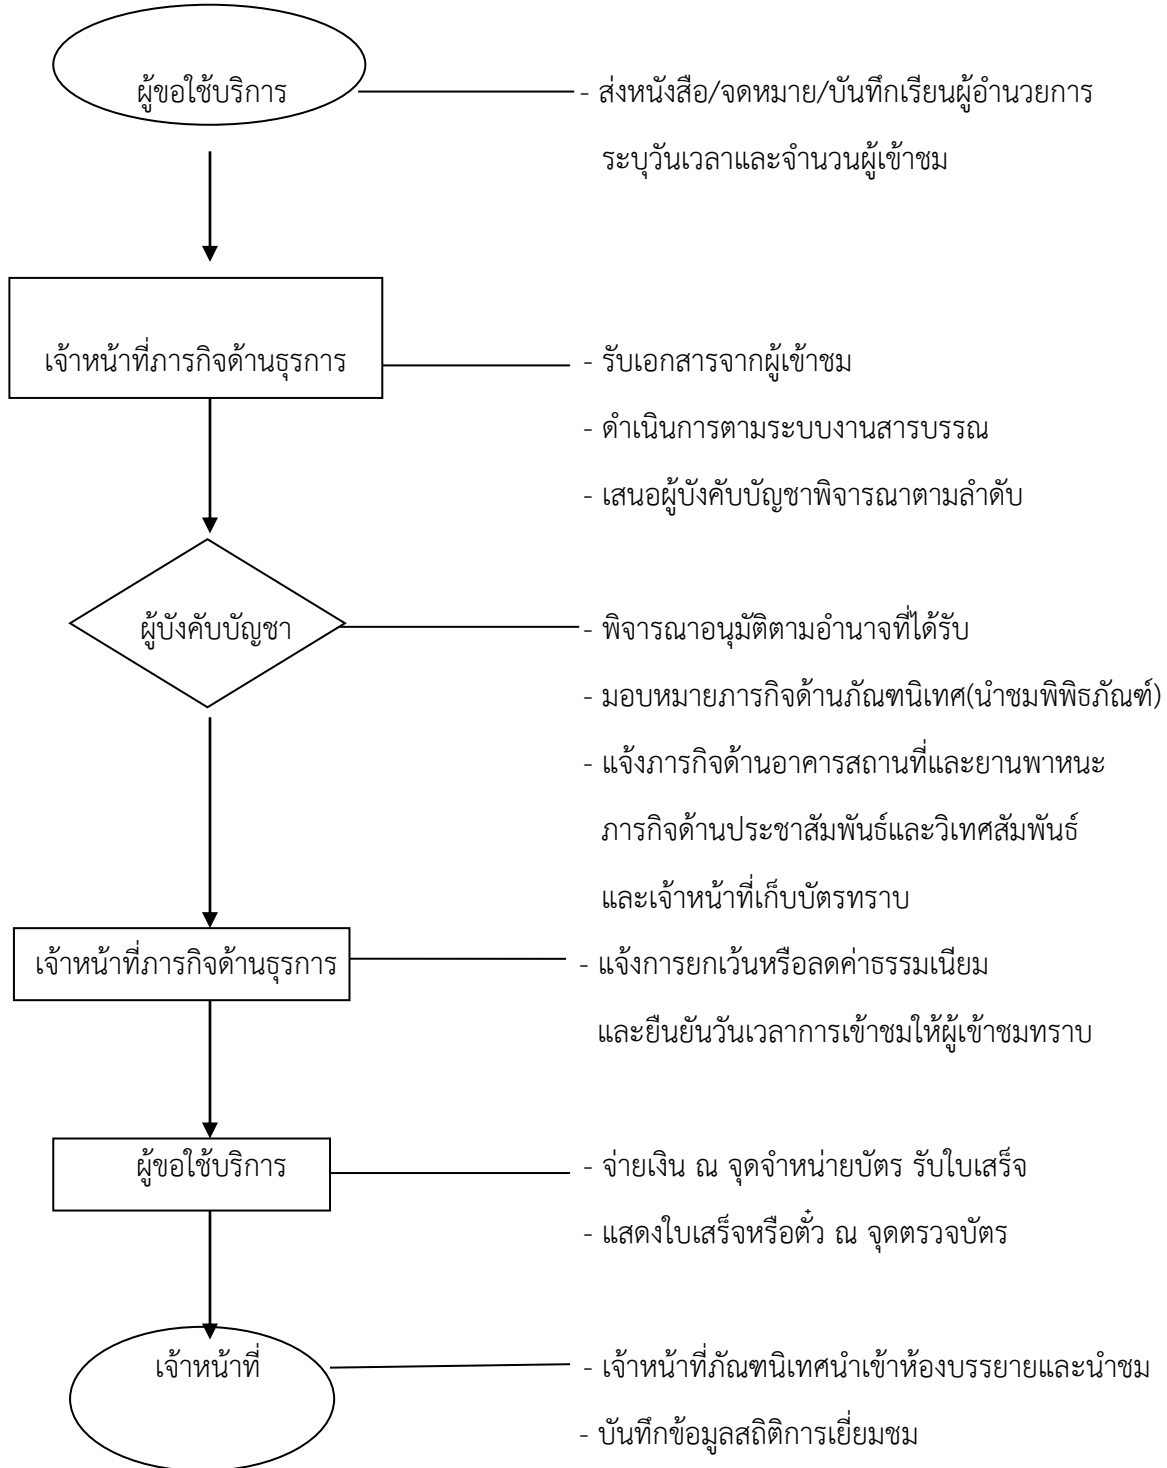 ผู้ขอใช้บริการ
- ส่งหนังสือ/จดหมาย/บันทึกเรียนผู้อำนวยการ
ระบุวันเวลาและจำนวนผู้เข้าชม
เจ้าหน้าที่ภารกิจด้านธุรการ
- รับเอกสารจากผู้เข้าชม
- ดำเนินการตามระบบงานสารบรรณ
- เสนอผู้บังคับบัญชาพิจารณาตามลำดับ
ผู้บังคับบัญชา
- พิจารณาอนุมัติตามอำนาจที่ได้รับ
- มอบหมายภารกิจด้านภัณฑนิเทศ(นำชมพิพิธภัณฑ์)
- แจ้งภารกิจด้านอาคารสถานที่และยานพาหนะ
ภารกิจด้านประชาสัมพันธ์และวิเทศสัมพันธ์
และเจ้าหน้าที่เก็บบัตรทราบ
เจ้าหน้าที่ภารกิจด้านธุรการ
- แจ้งการยกเว้นหรือลดค่าธรรมเนียม
และยืนยันวันเวลาการเข้าชมให้ผู้เข้าชมทราบ
ผู้ขอใช้บริการ
- จ่ายเงิน ณ จุดจำหน่ายบัตร รับใบเสร็จ
- แสดงใบเสร็จหรือตั๋ว ณ จุดตรวจบัตร
เจ้าหน้าที่
- เจ้าหน้าที่ภัณฑนิเทศนำเข้าห้องบรรยายและนำชม
- บันทึกข้อมูลสถิติการเยี่ยมชม